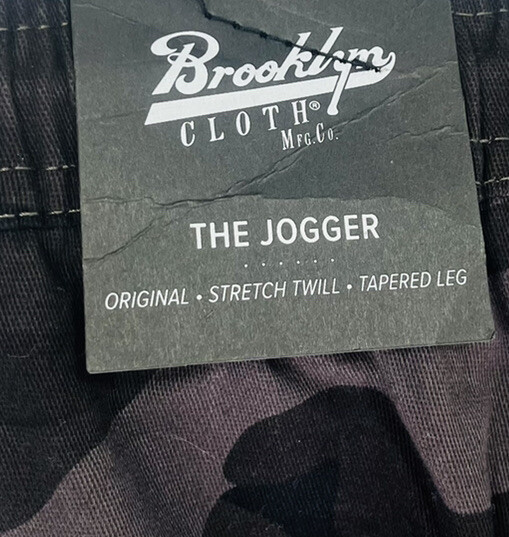 Brooklyn
CLOTH®
MFG.CO.
THE JOGGER
ORIGINAL • STRETCH TWILL • TAPERED LEG